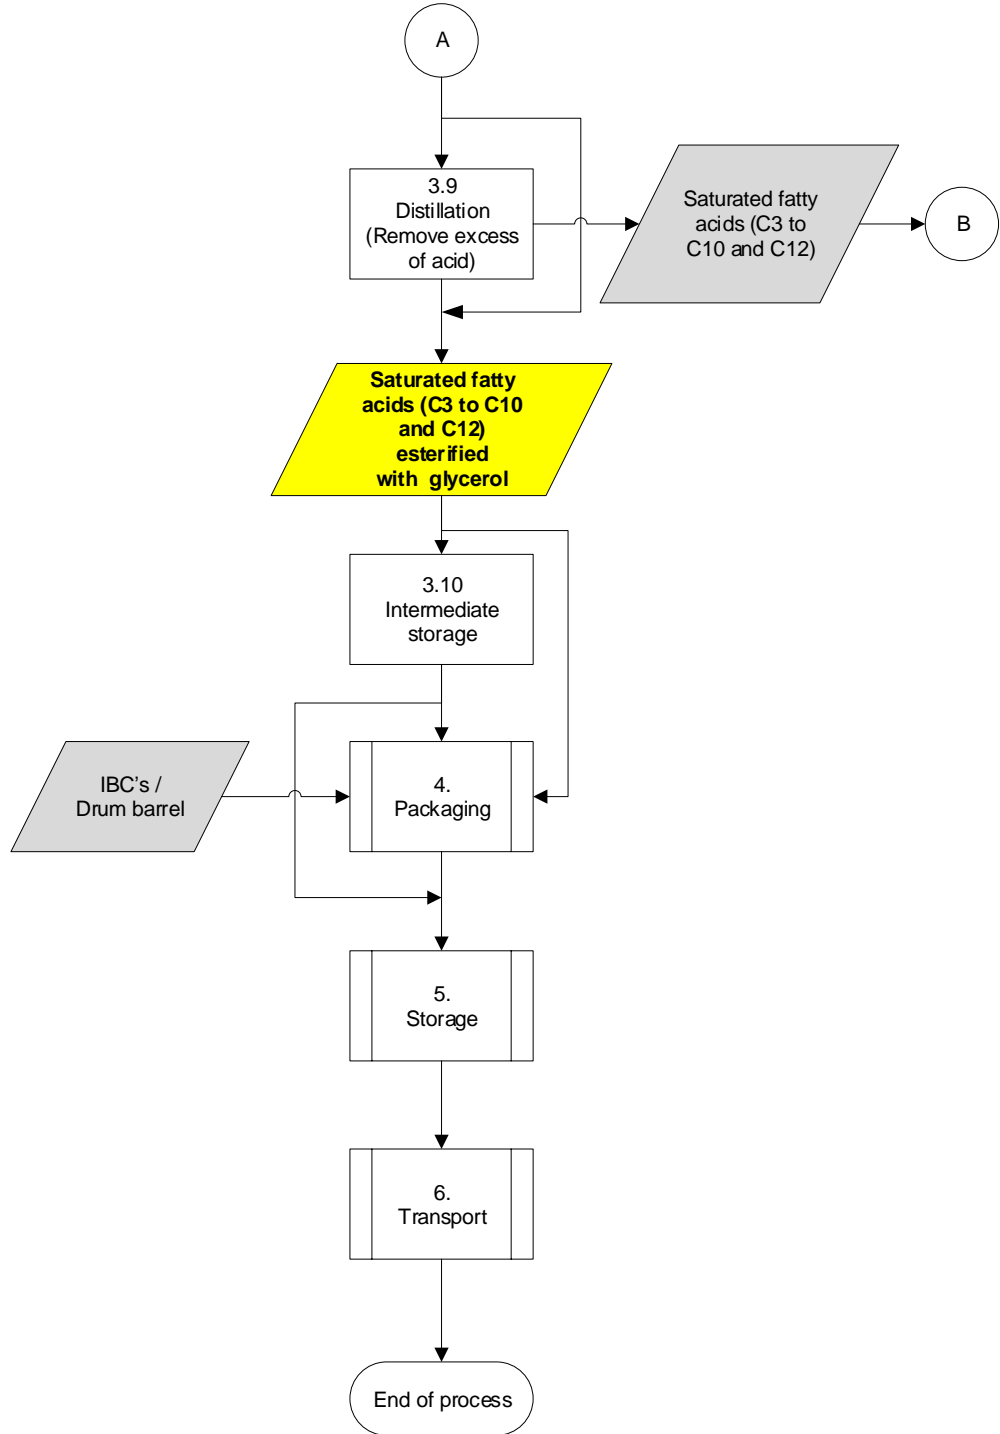 A
3.9
Distillation
(Remove excess
of acid)
Saturated fatty
acids (C3 to
C10 and C12)
B
Saturated fatty
acids (C3 to C10
and C12)
esterified
with glycerol
3.10
Intermediate
storage
IBC's /
Drum barrel
4.
Packaging
5.
Storage
6.
Transport
End of process